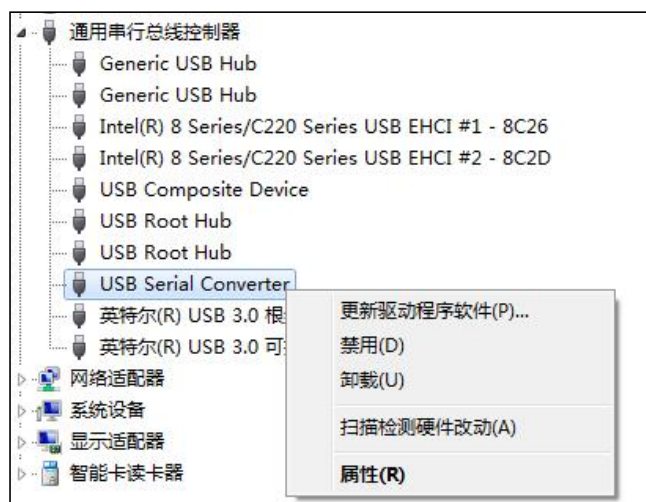 通用串行总线控制器
Generic USB Hub
Generic USB Hub
Intel(R) 8 Series/C220 Series USB EHCI #1 - 8C26
Intel(R) 8 Series/C220 Series USB EHCI #2 - 8C2D
USB Composite Device
USB Root Hub
USB Root Hub
USB Serial Converter
英特尔(R) USB 3.0 根
英特尔(R) USB 3.0 可
网络适配器
系统设备
显示适配器
智能卡读卡器
更新驱动程序软件(P)...
禁用(D)
卸载(U)
扫描检测硬件改动(A)
属性(R)